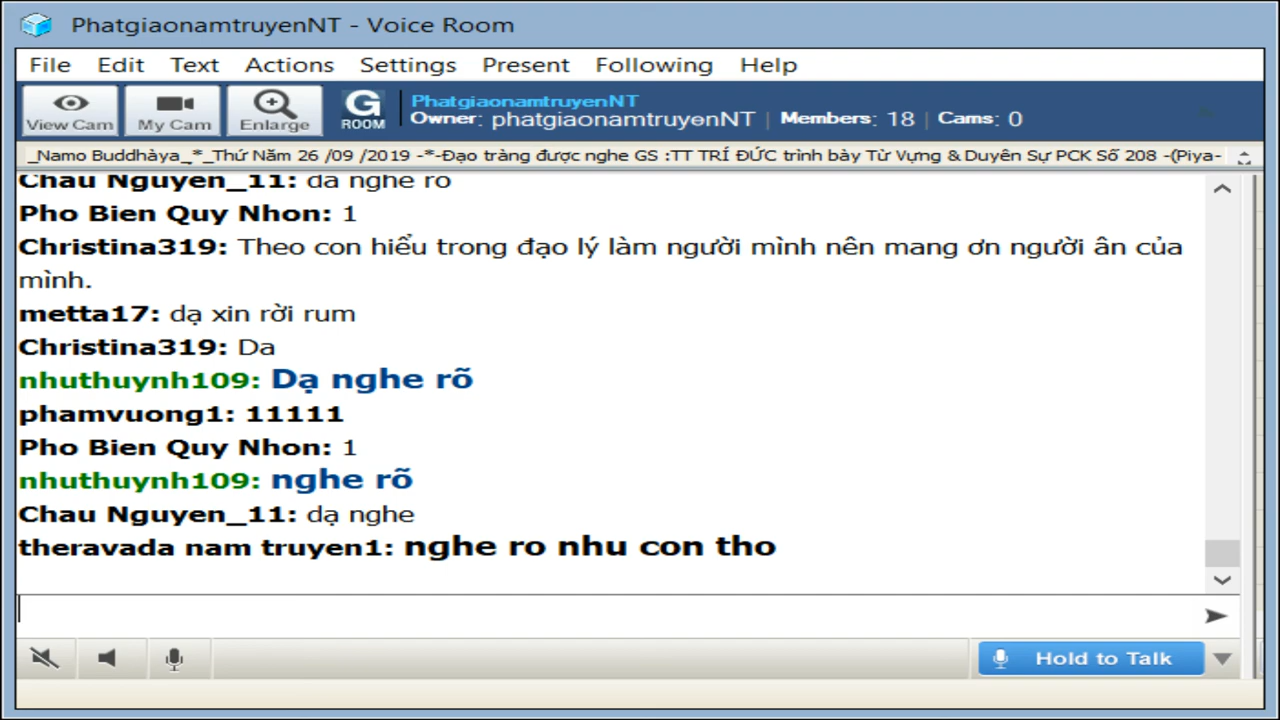 PhatgiaonamtruyenNT - Voice Room
File Edit Text Actions Settings Present Following Help
View Cam My Cam Enlarge G ROOM
PhatgiaonamtruyenNT
Owner: phatgiaonamtruyenNT | Members: 18 | Cams: 0
_Namo Buddhàya_*_Thứ Năm 26 /09 /2019 -*-Đạo tràng được nghe GS :TT TRÍ ĐỨC trình bày Từ Vựng & Duyên Sự PCK Số 208 -(Piya-
Chau Nguyen_11: da nghe ro
Pho Bien Quy Nhon: 1
Christina319: Theo con hiểu trong đạo lý làm người mình nên mang ơn người ân của
mình.
metta17: dạ xin rời rum
Christina319: Da
nhuthuynh109: Dạ nghe rõ
phamvuong1: 11111
Pho Bien Quy Nhon: 1
nhuthuynh109: nghe rõ
Chau Nguyen_11: dạ nghe
theravada nam truyen1: nghe ro nhu con tho
Hold to Talk